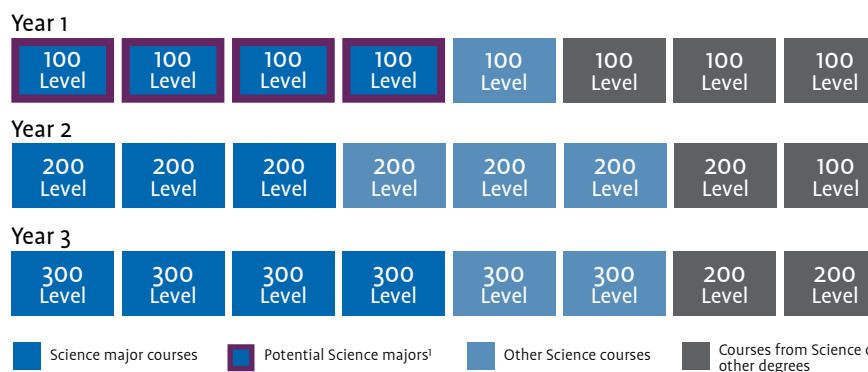 Year 1
100 100 100 100 100 100 100 100
Level Level Level Level Level Level Level Level
Year 2
200 200 200 200 200 200 200 100
Level Level Level Level Level Level Level Level
Year 3
300 300 300 300 300 300 200 200
Level Level Level Level Level Level Level Level
Science major courses
Potential Science majors¹
Other Science courses
Courses from Science
other degrees